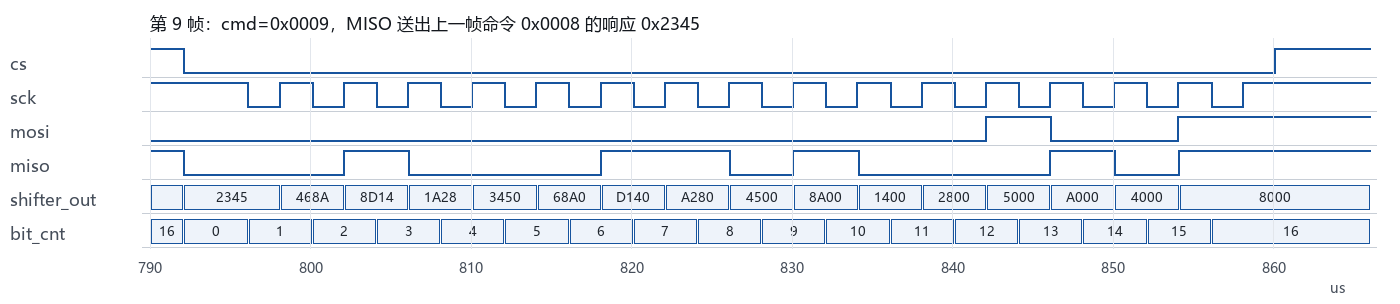 第 9 帧：cmd=0x0009，MISO 送出上一帧命令 0x0008 的响应 0x2345
cs
sck
mosi
miso
shifter_out 2345 468A 8D14 1A28 3450 68A0 D140 A280 4500 8A00 1400 2800 5000 A000 4000 8000
bit_cnt 16 0 1 2 3 4 5 6 7 8 9 10 11 12 13 14 15 16
790 800 810 820 830 840 850 860
us